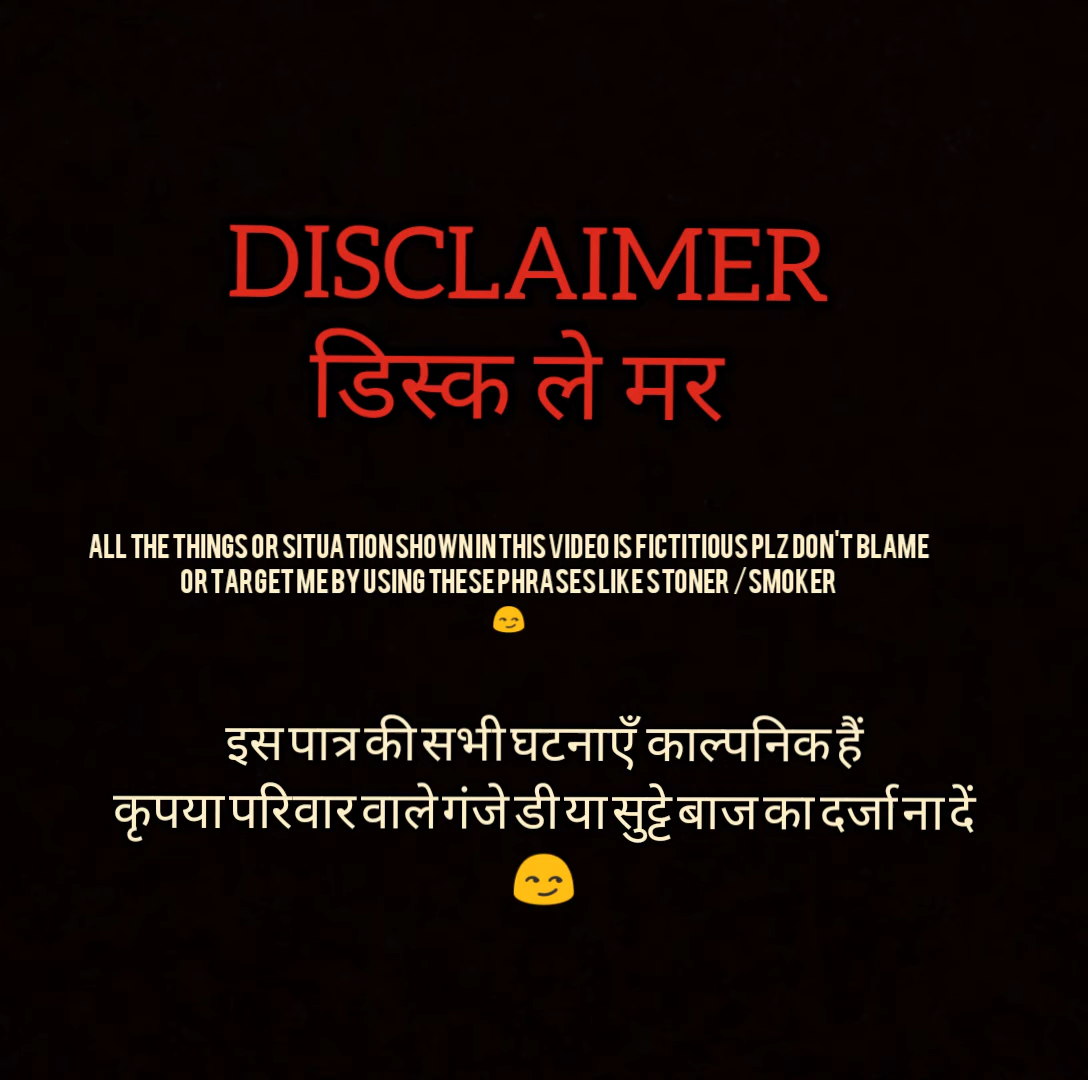 DISCLAIMER
डिस्क ले मर
ALL THE THINGS OR SITUATION SHOWN IN THIS VIDEO IS FICTITIOUS PLZ DON'T BLAME
OR TARGET ME BY USING THESE PHRASES LIKE STONER / SMOKER
😏
इस पात्र की सभी घटनाएँ काल्पनिक हैं
कृपया परिवार वाले गंजे डी या सुट्टे बाज का दर्जा ना दें
😏